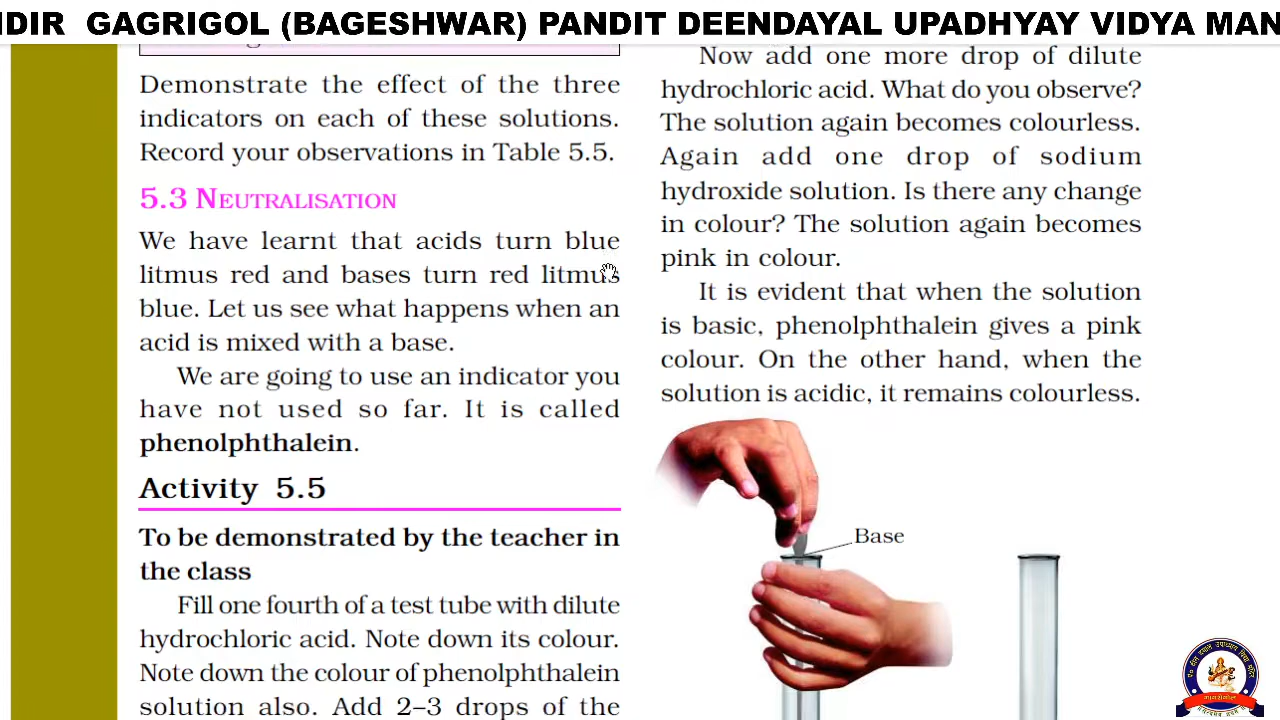 NDIR GAGRIGOL (BAGESHWAR) PANDIT DEENDAYAL UPADHYAY VIDYA MAN
Demonstrate the effect of the three
indicators on each of these solutions.
Record your observations in Table 5.5.
5.3 NEUTRALISATION
We have learnt that acids turn blue
litmus red and bases turn red litmus
blue. Let us see what happens when an
acid is mixed with a base.
We are going to use an indicator you
have not used so far. It is called
phenolphthalein.
Activity 5.5
To be demonstrated by the teacher in
the class
Fill one fourth of a test tube with dilute
hydrochloric acid. Note down its colour.
Note down the colour of phenolphthalein
solution also. Add 2–3 drops of the
Now add one more drop of dilute
hydrochloric acid. What do you observe?
The solution again becomes colourless.
Again add one drop of sodium
hydroxide solution. Is there any change
in colour? The solution again becomes
pink in colour.
It is evident that when the solution
is basic, phenolphthalein gives a pink
colour. On the other hand, when the
solution is acidic, it remains colourless.
Base